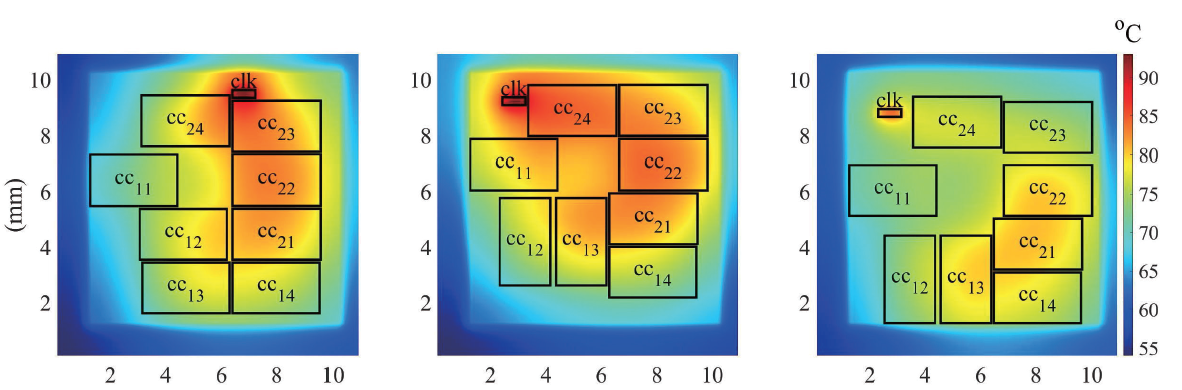 °C
10 8 6 4 2
(mm)
clk
cc24 cc23
cc11 cc22
cc12 cc21
cc13 cc14
2 4 6 8 10
10 8 6 4 2
clk
cc24 cc23
cc11 cc22
cc12 cc13 cc21
cc14
2 4 6 8 10
10 8 6 4 2
clk
cc24 cc23
cc11 cc22
cc12 cc13 cc21
cc14
2 4 6 8 10
90
85
80
75
70
65
60
55